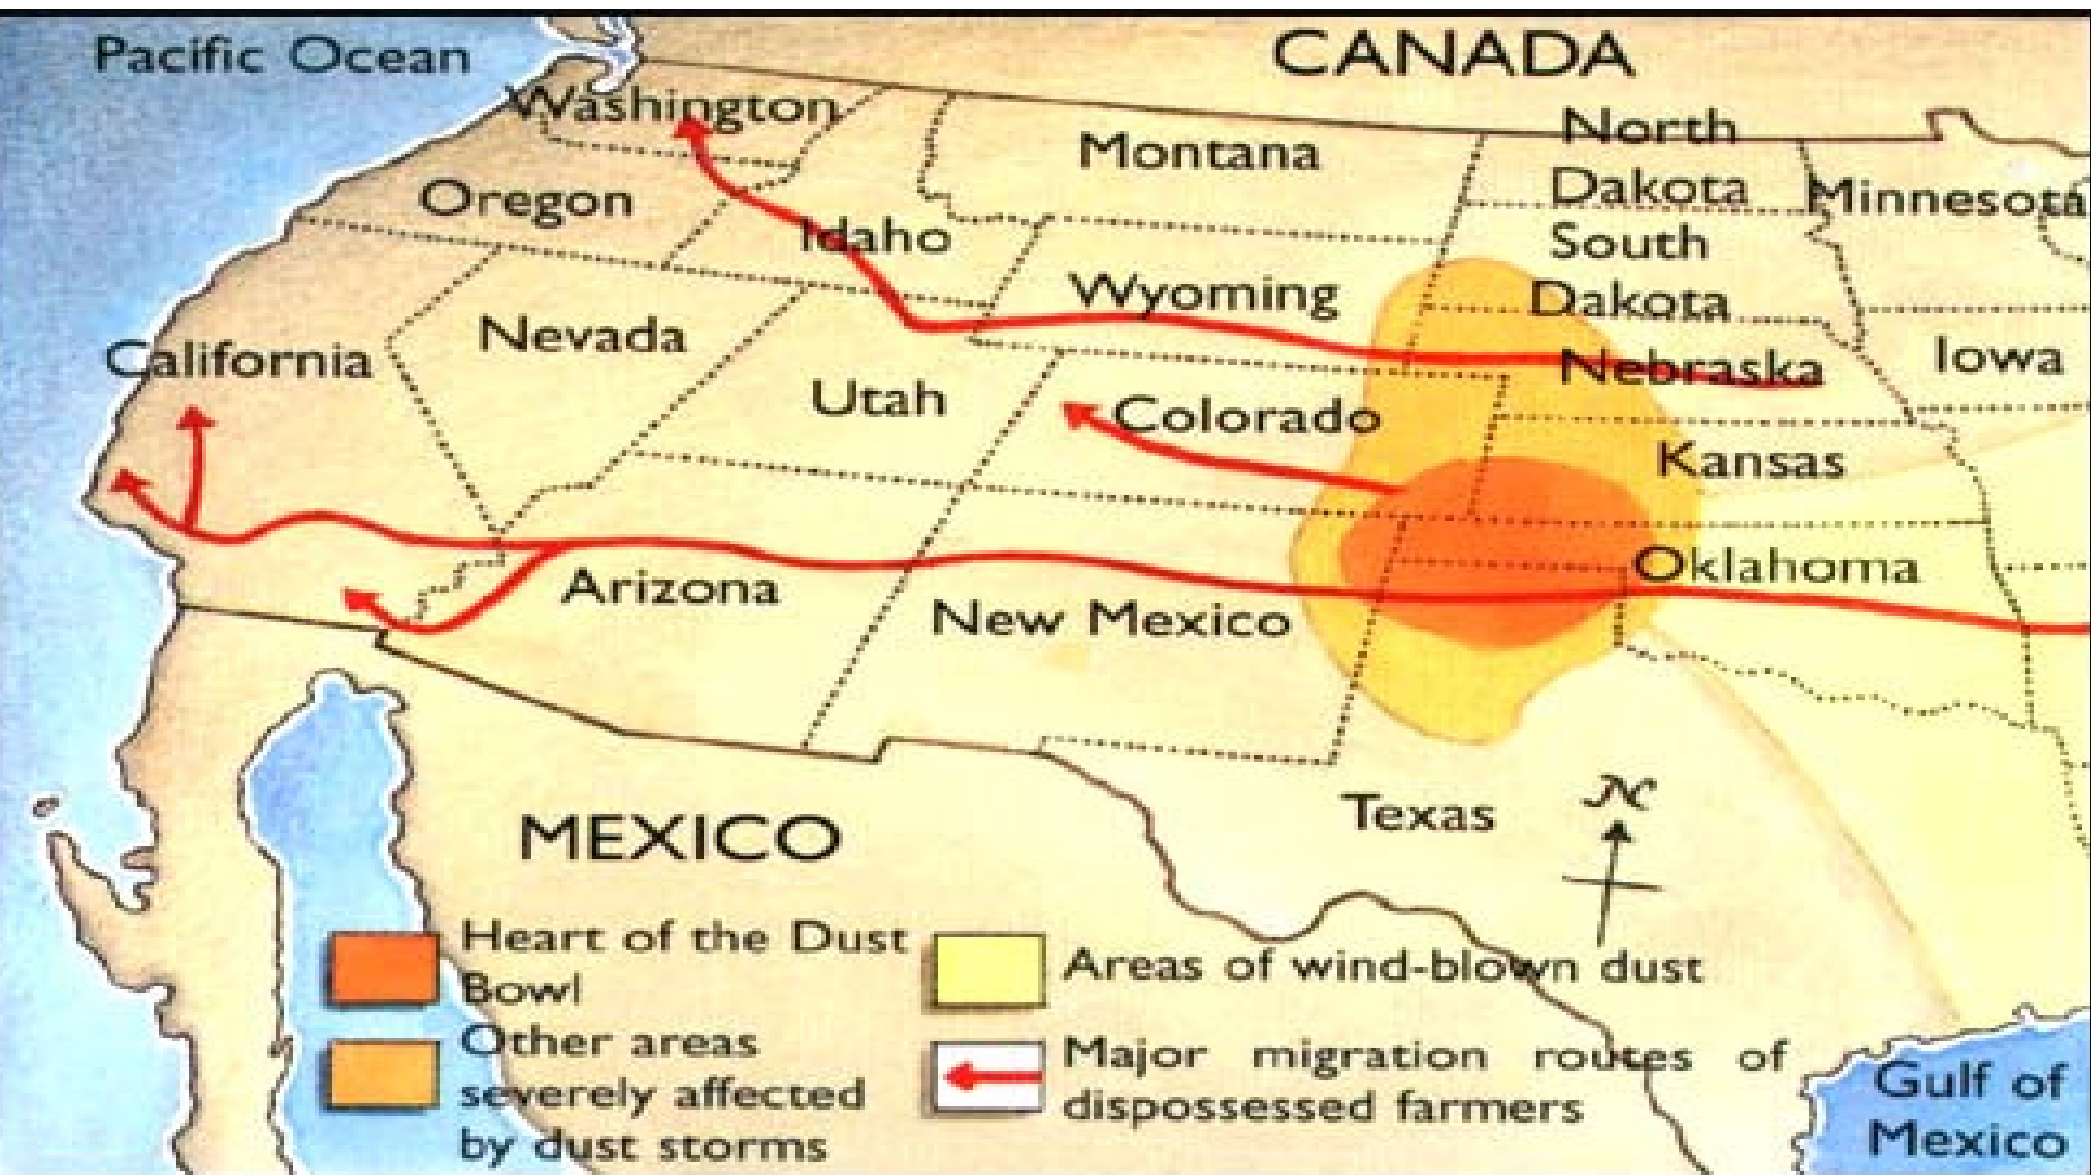 Pacific Ocean
CANADA
Washington
North
Dakota
Montana
Minnesota
Oregon
Idaho
South
Dakota
Wyoming
Nevada
California
Nebraska
Iowa
Utah
Colorado
Kansas
Oklahoma
Arizona
New Mexico
Texas
N
MEXICO
Heart of the Dust
Bowl
Other areas
severely affected
by dust storms
Areas of wind-blown dust
Major migration routes of
dispossessed farmers
Gulf of
Mexico